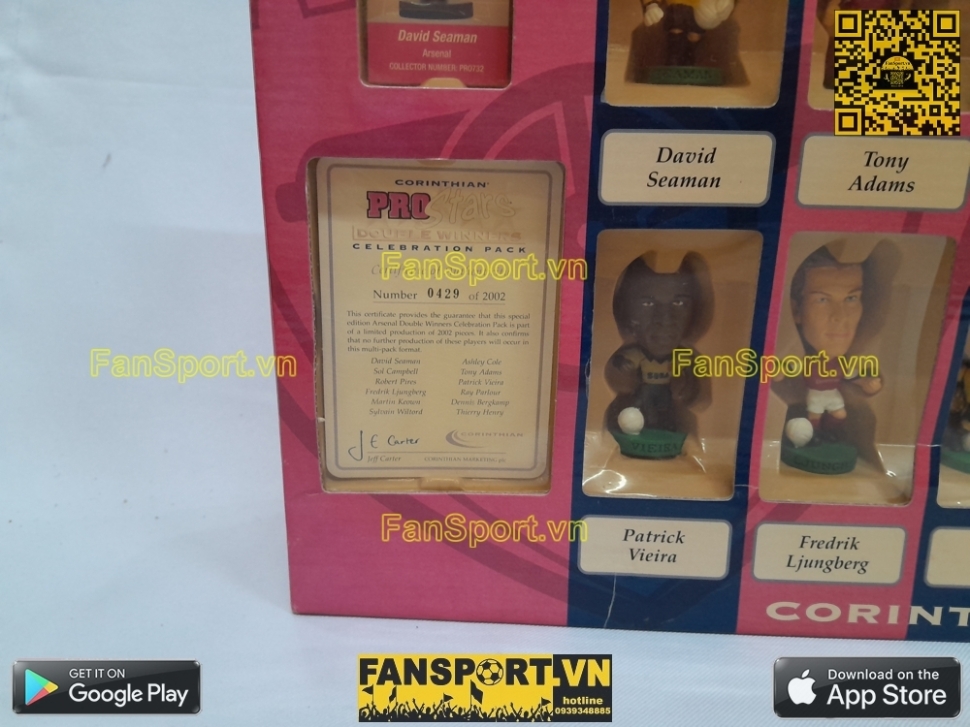 David Seaman
Arsenal
COLLECTOR NUMBER: PRO732
David
Seaman
Tony
Adams
CORINTHIAN
PRO Stars
DOUBLE WINNERS
CELEBRATION PACK
FanSport.vn
Number 0429 of 2002
This certificate provides the guarantee that this special
edition Arsenal Double Winners Celebration Pack is part
of a limited production of 2002 pieces. It also confirms
that no further production of these players will occur in
this multi-pack format.
David Seaman Ashley Cole
Sol Campbell Tony Adams
Robert Pires Patrick Vieira
Fredrik Ljungberg Ray Parlour
Martin Keown Dennis Bergkamp
Sylvain Wiltord Thierry Henry
J E Carter
CORINTHIAN
Jeff Carter CORINTHIAN MARKETING plc
FanSport.vn
FanSport.vn
VIEIRA
FanSport.vn
Patrick
Vieira
Fredrik
Ljungberg
CORINT
GET IT ON
Google Play
FANSPORT.VN
hotline
0939348885
Download on the
App Store